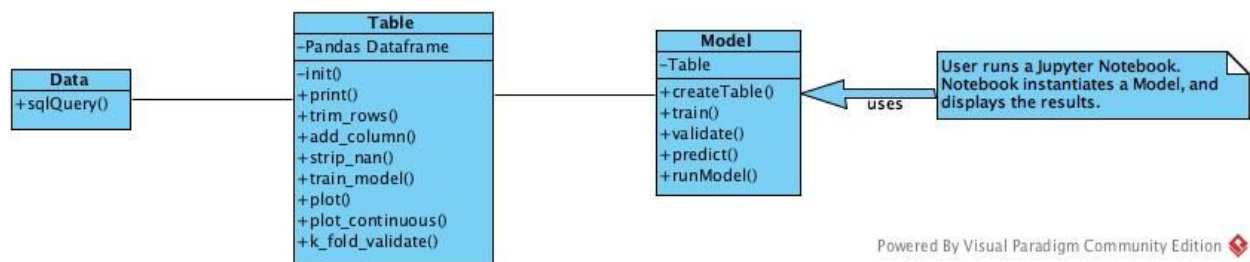 Data
+sqlQuery()
Table
-Pandas Dataframe
-init()
+print()
+trim_rows()
+add_column()
+strip_nan()
+train_model()
+plot()
+plot_continuous()
+k_fold_validate()
Model
-Table
+createTable()
+train()
+validate()
+predict()
+runModel()
uses
User runs a Jupyter Notebook.
Notebook instantiates a Model, and
displays the results.
Powered By Visual Paradigm Community Edition